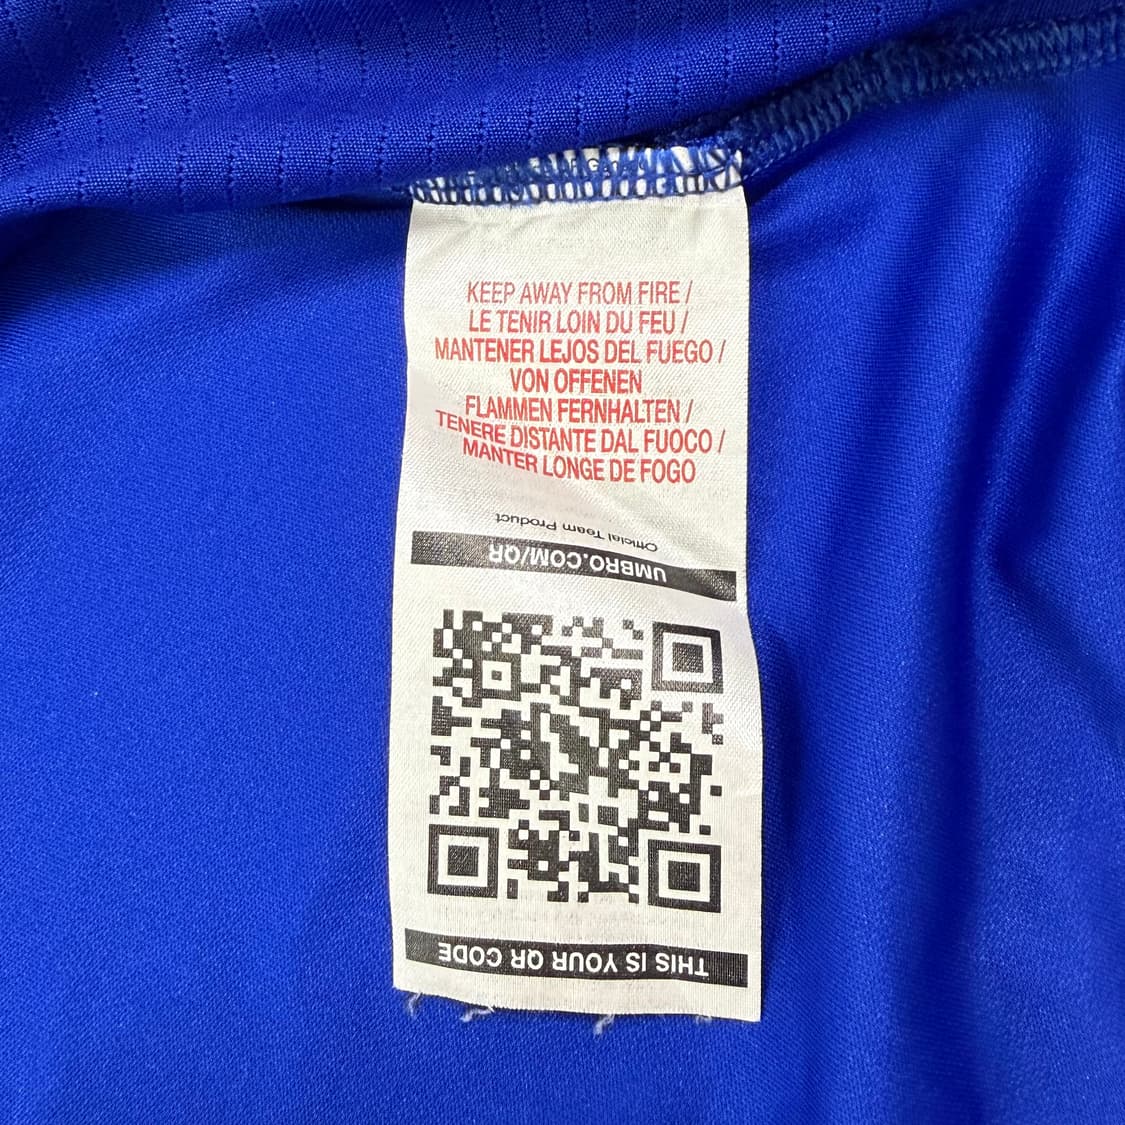 KEEP AWAY FROM FIRE /
LE TENIR LOIN DU FEU /
MANTENER LEJOS DEL FUEGO /
VON OFFENEN
FLAMMEN FERNHALTEN /
TENERE DISTANTE DAL FUOCO /
MANTER LONGE DE FOGO
Official Team Product
UMBRO.COM/QR
THIS IS YOUR QR CODE